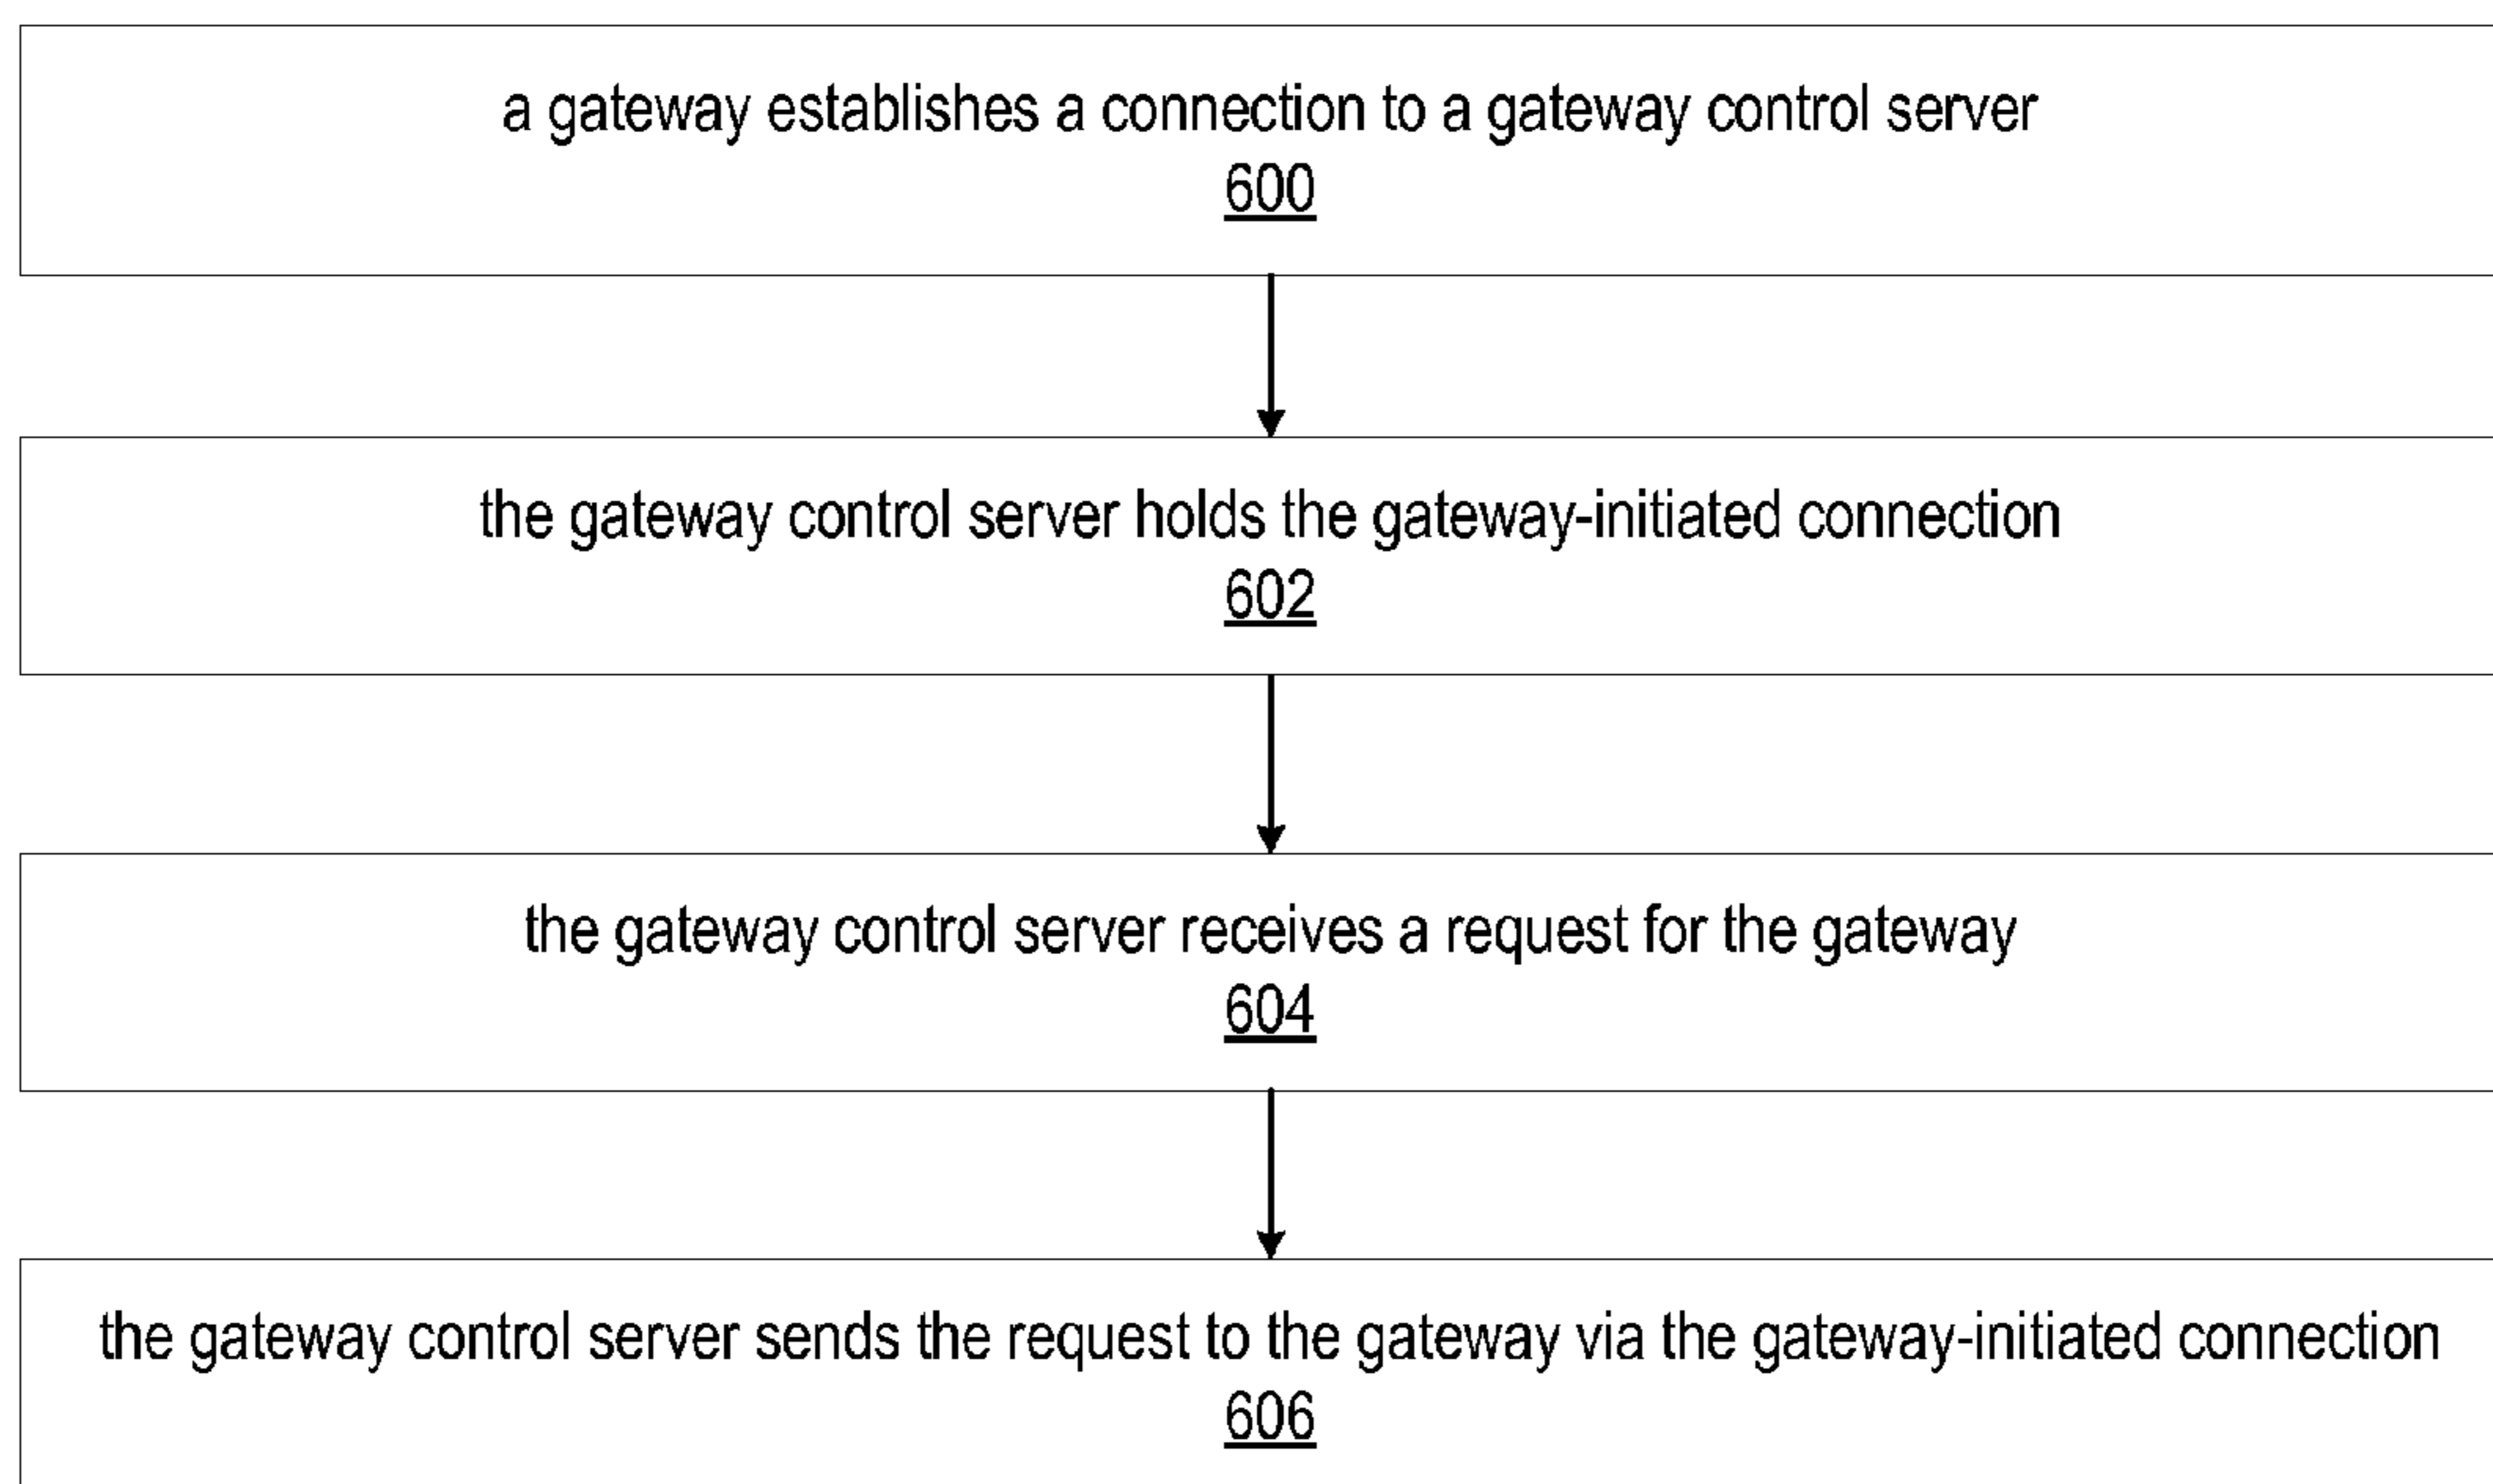 a gateway establishes a connection to a gateway control server
600
the gateway control server holds the gateway-initiated connection
602
the gateway control server receives a request for the gateway
604
the gateway control server sends the request to the gateway via the gateway-initiated connection
606